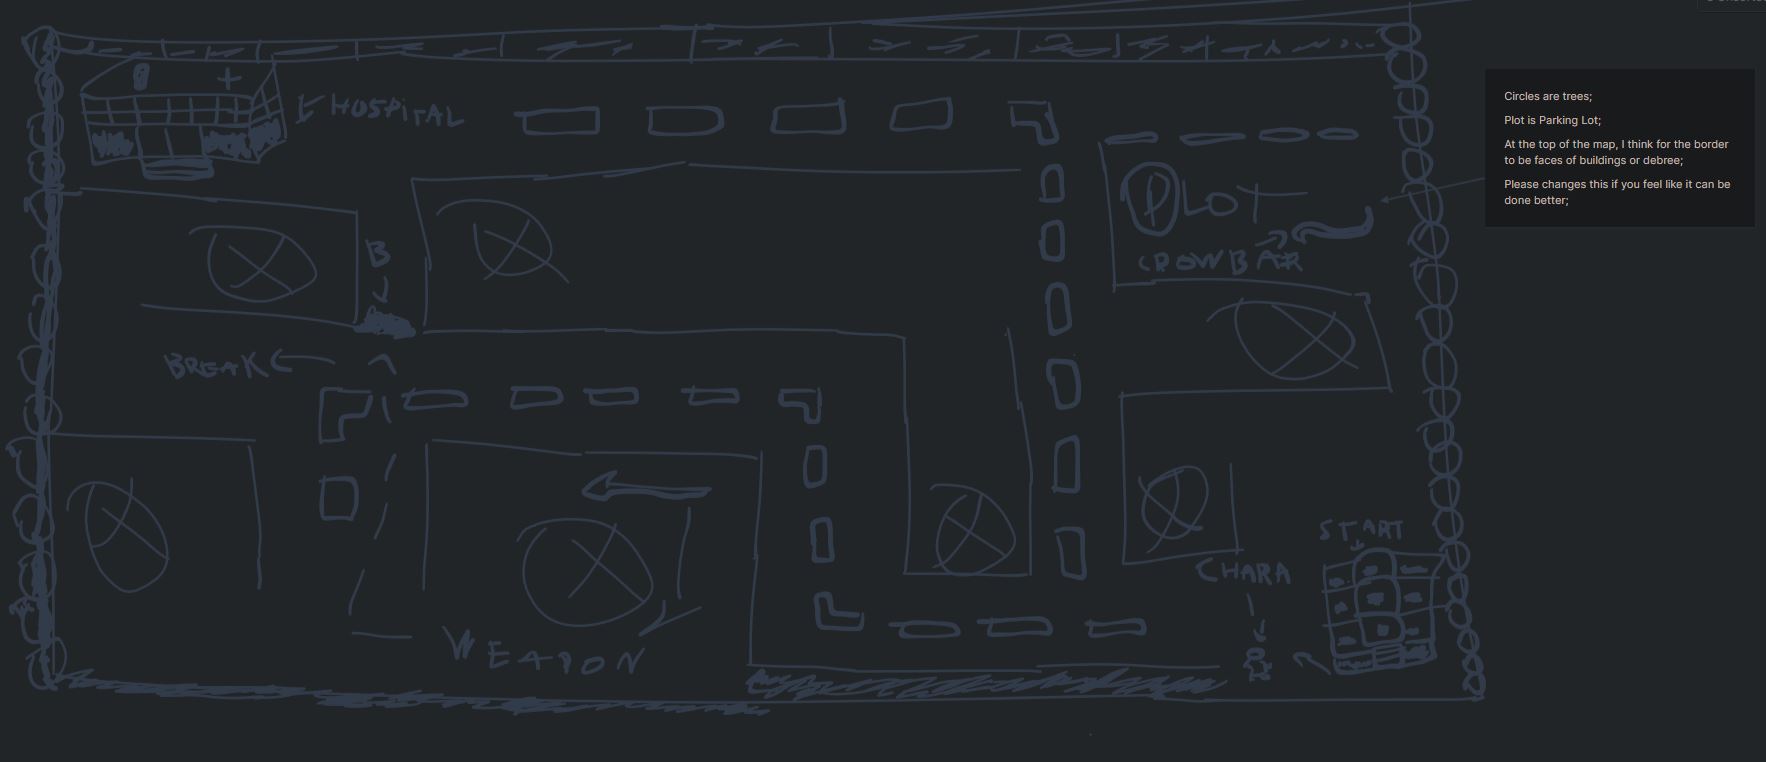 HOSPITAL
Circles are trees;
Plot is Parking Lot;
At the top of the map, I think for the border
to be faces of buildings or debree;
Please changes this if you feel like it can be
done better;
PLOT
CROWBAR
B
BREAK
START
CHARA
WEAPON